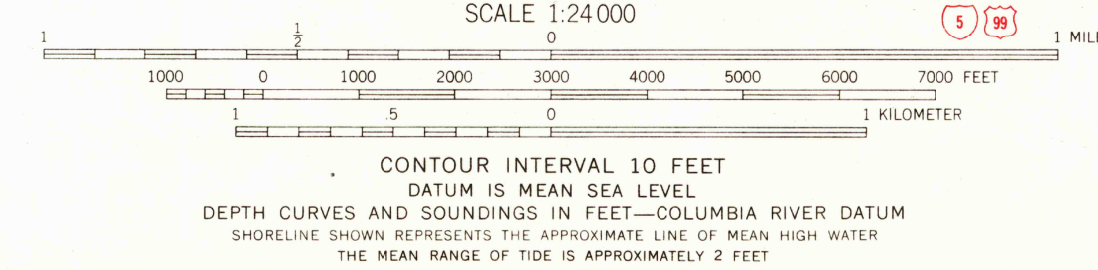 SCALE 1:24 000
5 99
1 1/2 0 1 MILE
1000 0 1000 2000 3000 4000 5000 6000 7000 FEET
1 .5 0 1 KILOMETER
CONTOUR INTERVAL 10 FEET
DATUM IS MEAN SEA LEVEL
DEPTH CURVES AND SOUNDINGS IN FEET—COLUMBIA RIVER DATUM
SHORELINE SHOWN REPRESENTS THE APPROXIMATE LINE OF MEAN HIGH WATER
THE MEAN RANGE OF TIDE IS APPROXIMATELY 2 FEET